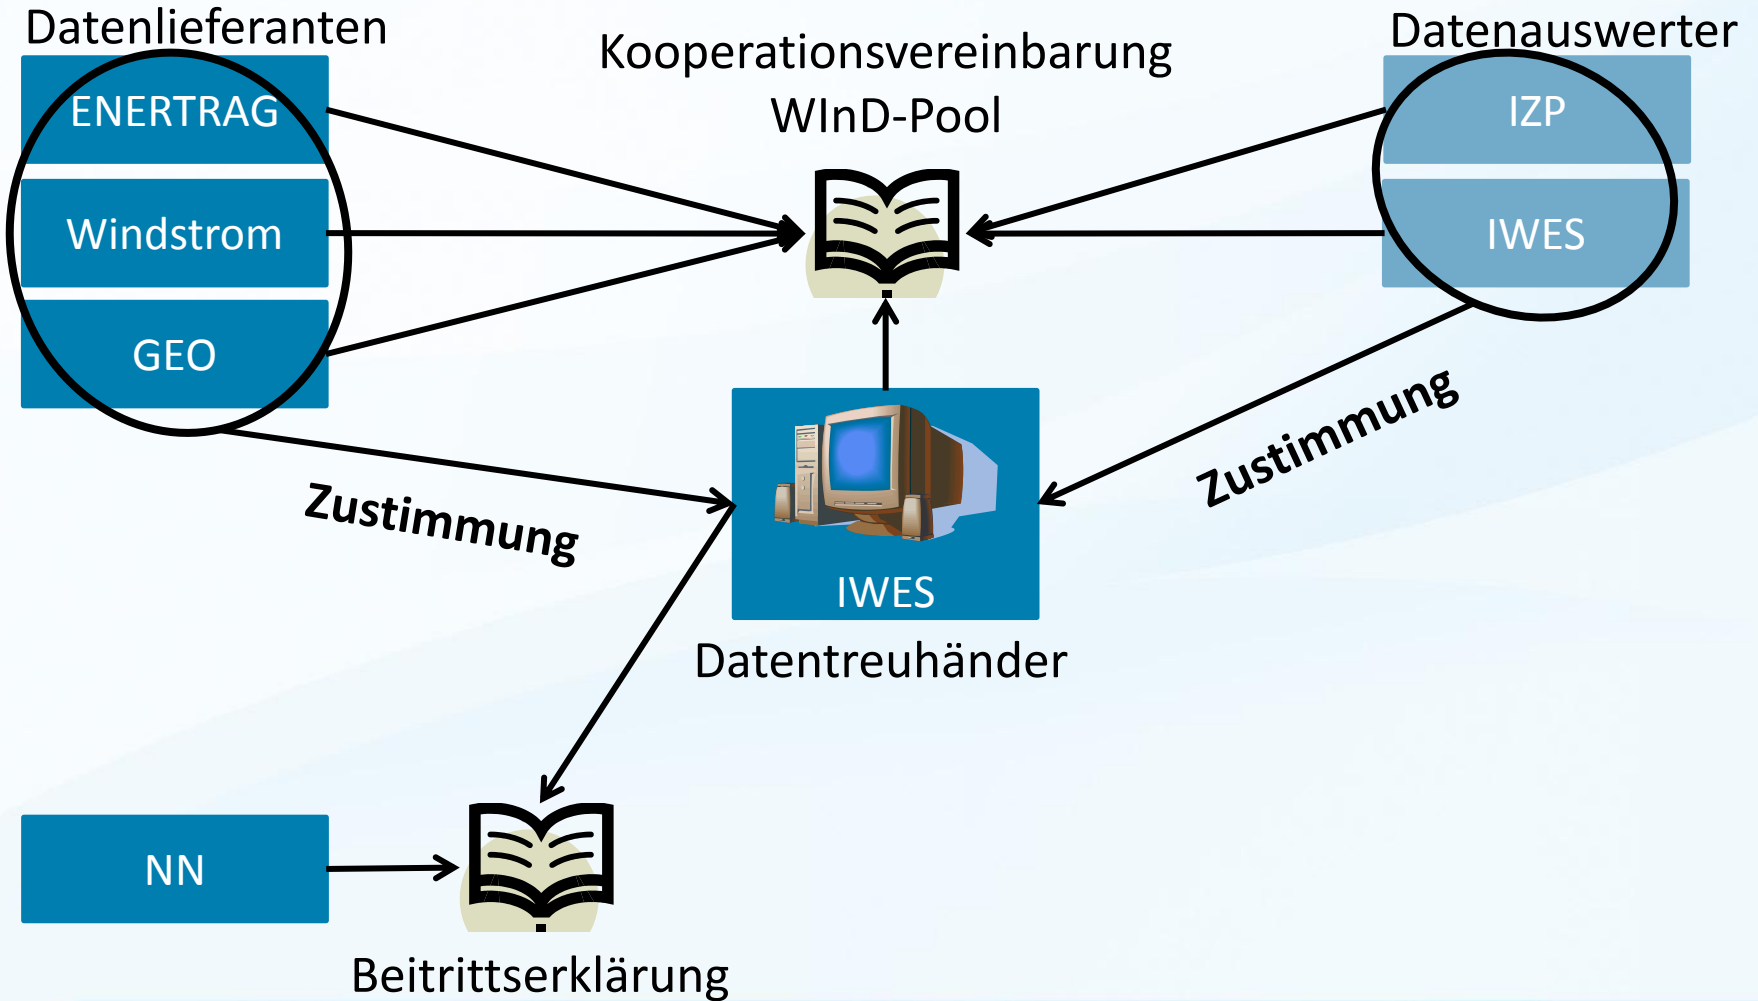 Datenlieferanten
ENERTRAG
Windstrom
GEO
Kooperationsvereinbarung
WInD-Pool
Datenauswerter
IZP
IWES
Zustimmung
Zustimmung
IWES
Datentreuhänder
NN
Beitrittserklärung